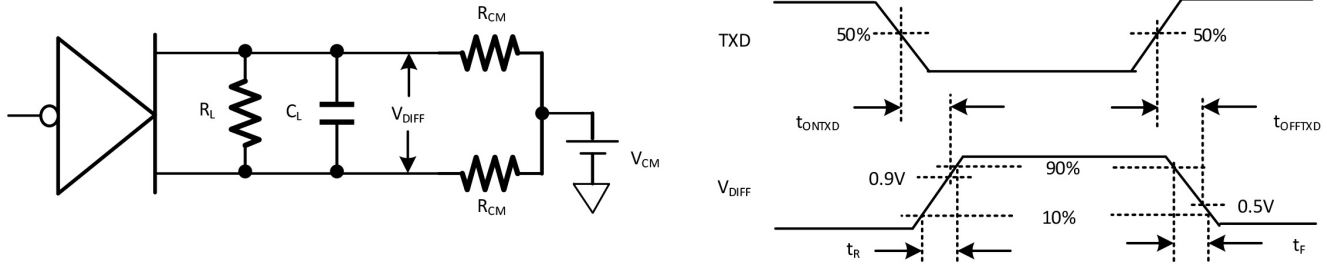 R_CM
R_L
C_L
V_DIFF
R_CM
V_CM
TXD
50%
50%
t_ONTXD
t_OFFTXD
0.9V
90%
V_DIFF
0.5V
10%
t_R
t_F